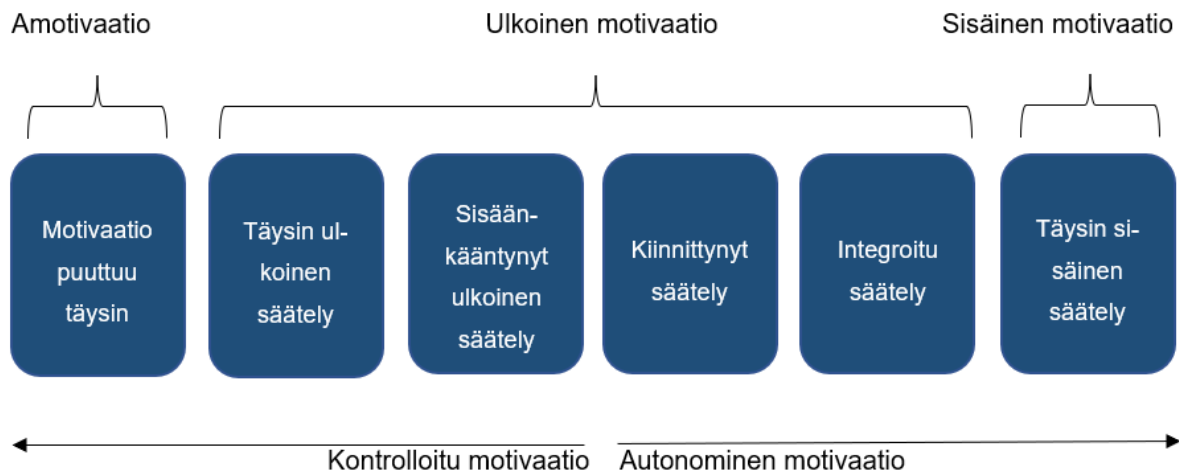 Amotivaatio
Ulkoinen motivaatio
Sisäinen motivaatio
Motivaatio
puuttuu
täysin
Täysin ul-
koinen
säätely
Sisään-
kääntynyt
ulkoinen
säätely
Kiinnittynyt
säätely
Integroitu
säätely
Täysin si-
säinen
säätely
Kontrolloitu motivaatio
Autonominen motivaatio